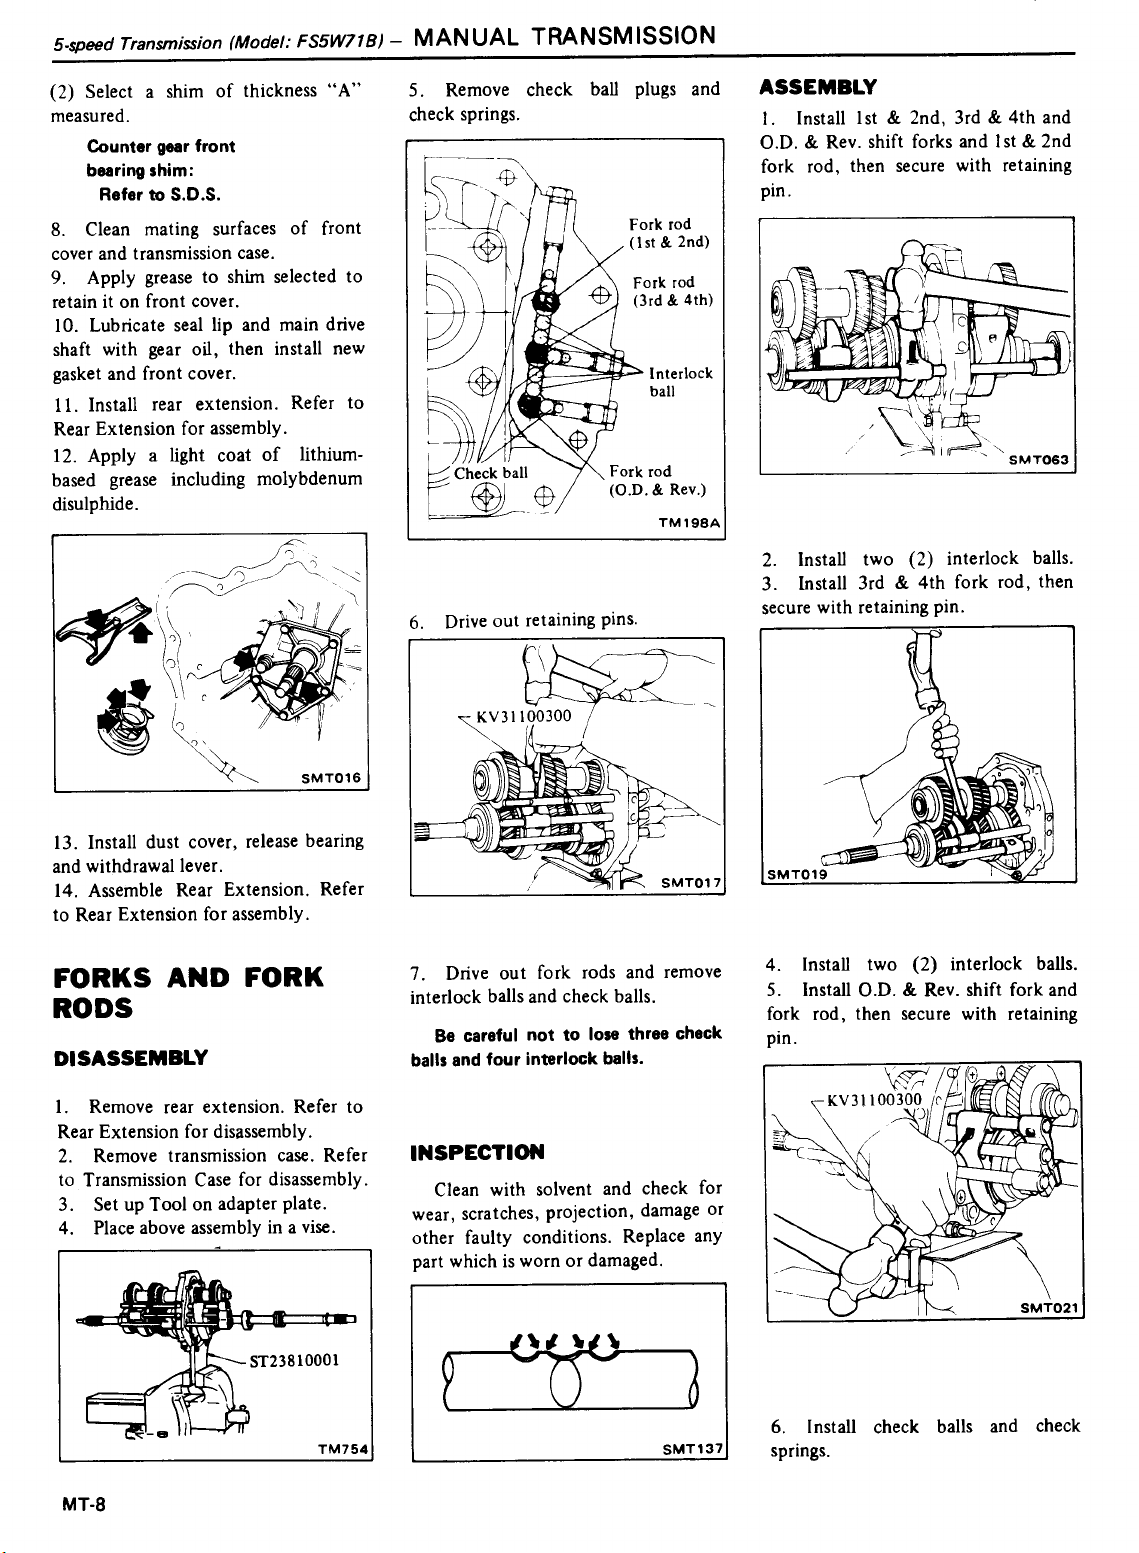 5-speed Transmission (Model: FS5W71B) – MANUAL TRANSMISSION
(2) Select a shim of thickness “A”
measured.
Counter gear front
bearing shim:
Refer to S.D.S.
8. Clean mating surfaces of front
cover and transmission case.
9. Apply grease to shim selected to
retain it on front cover.
10. Lubricate seal lip and main drive
shaft with gear oil, then install new
gasket and front cover.
11. Install rear extension. Refer to
Rear Extension for assembly.
12. Apply a light coat of lithium-
based grease including molybdenum
disulphide.
SMT016
13. Install dust cover, release bearing
and withdrawal lever.
14. Assemble Rear Extension. Refer
to Rear Extension for assembly.
FORKS AND FORK
RODS
DISASSEMBLY
1. Remove rear extension. Refer to
Rear Extension for disassembly.
2. Remove transmission case. Refer
to Transmission Case for disassembly.
3. Set up Tool on adapter plate.
4. Place above assembly in a vise.
ST23810001
TM754
5. Remove check ball plugs and
check springs.
Fork rod
(1st & 2nd)
Fork rod
(3rd & 4th)
Interlock
ball
Check ball
Fork rod
(O.D. & Rev.)
TM198A
6. Drive out retaining pins.
KV31100300
SMT017
7. Drive out fork rods and remove
interlock balls and check balls.
Be careful not to lose three check
balls and four interlock balls.
INSPECTION
Clean with solvent and check for
wear, scratches, projection, damage or
other faulty conditions. Replace any
part which is worn or damaged.
SMT137
ASSEMBLY
1. Install 1st & 2nd, 3rd & 4th and
O.D. & Rev. shift forks and 1st & 2nd
fork rod, then secure with retaining
pin.
SMT063
2. Install two (2) interlock balls.
3. Install 3rd & 4th fork rod, then
secure with retaining pin.
SMT019
4. Install two (2) interlock balls.
5. Install O.D. & Rev. shift fork and
fork rod, then secure with retaining
pin.
KV31100300
SMT021
6. Install check balls and check
springs.
MT-8